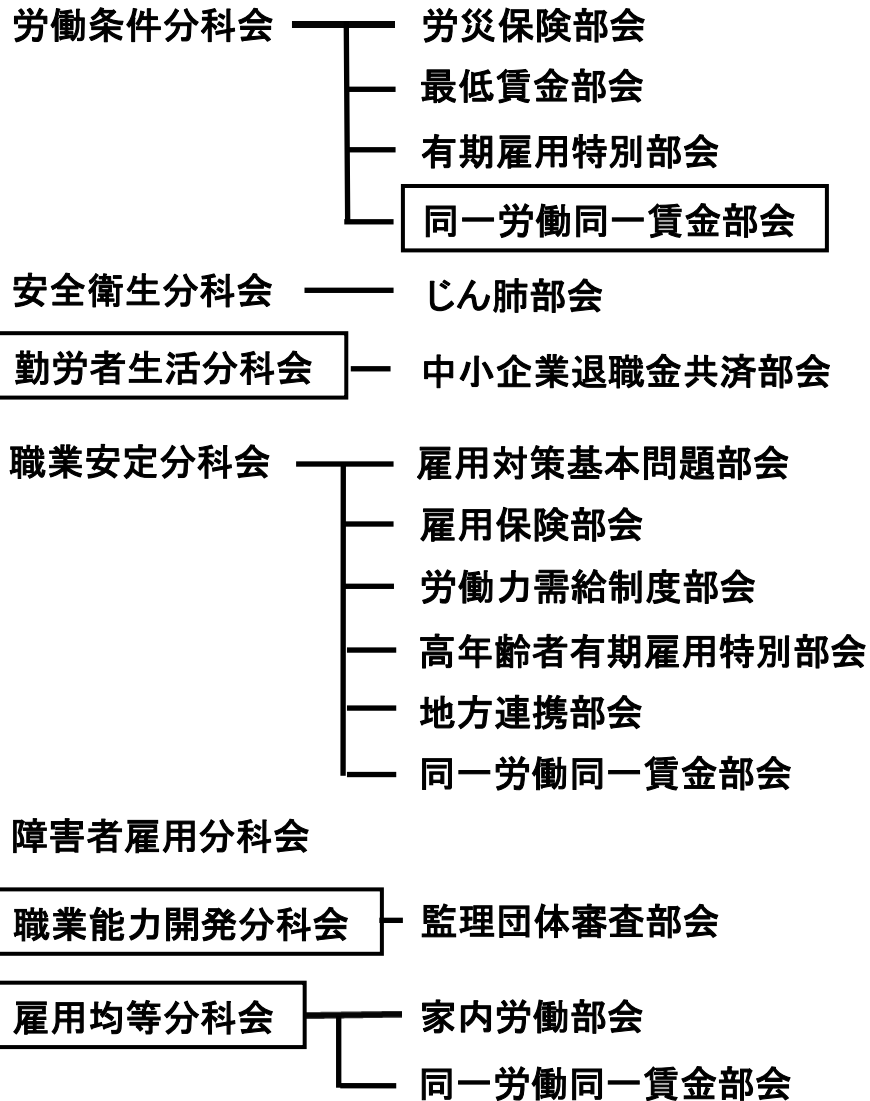 労働条件分科会 労災保険部会
最低賃金部会
有期雇用特別部会
同一労働同一賃金部会
安全衛生分科会 じん肺部会
勤労者生活分科会 中小企業退職金共済部会
職業安定分科会 雇用対策基本問題部会
雇用保険部会
労働力需給制度部会
高年齢者有期雇用特別部会
地方連携部会
同一労働同一賃金部会
障害者雇用分科会
職業能力開発分科会 監理団体審査部会
雇用均等分科会 家内労働部会
同一労働同一賃金部会